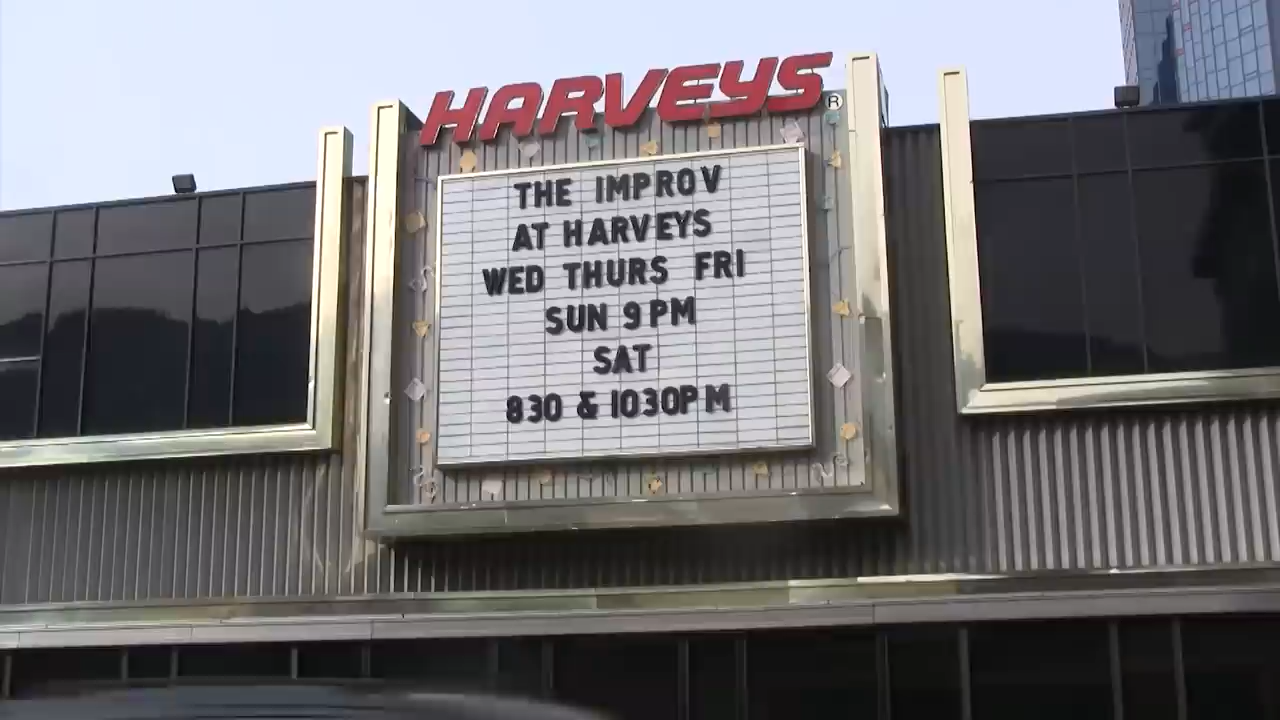 HARVEYS ®
THE IMPROV
AT HARVEYS
WED THURS FRI
SUN 9PM
SAT
830 & 1030PM